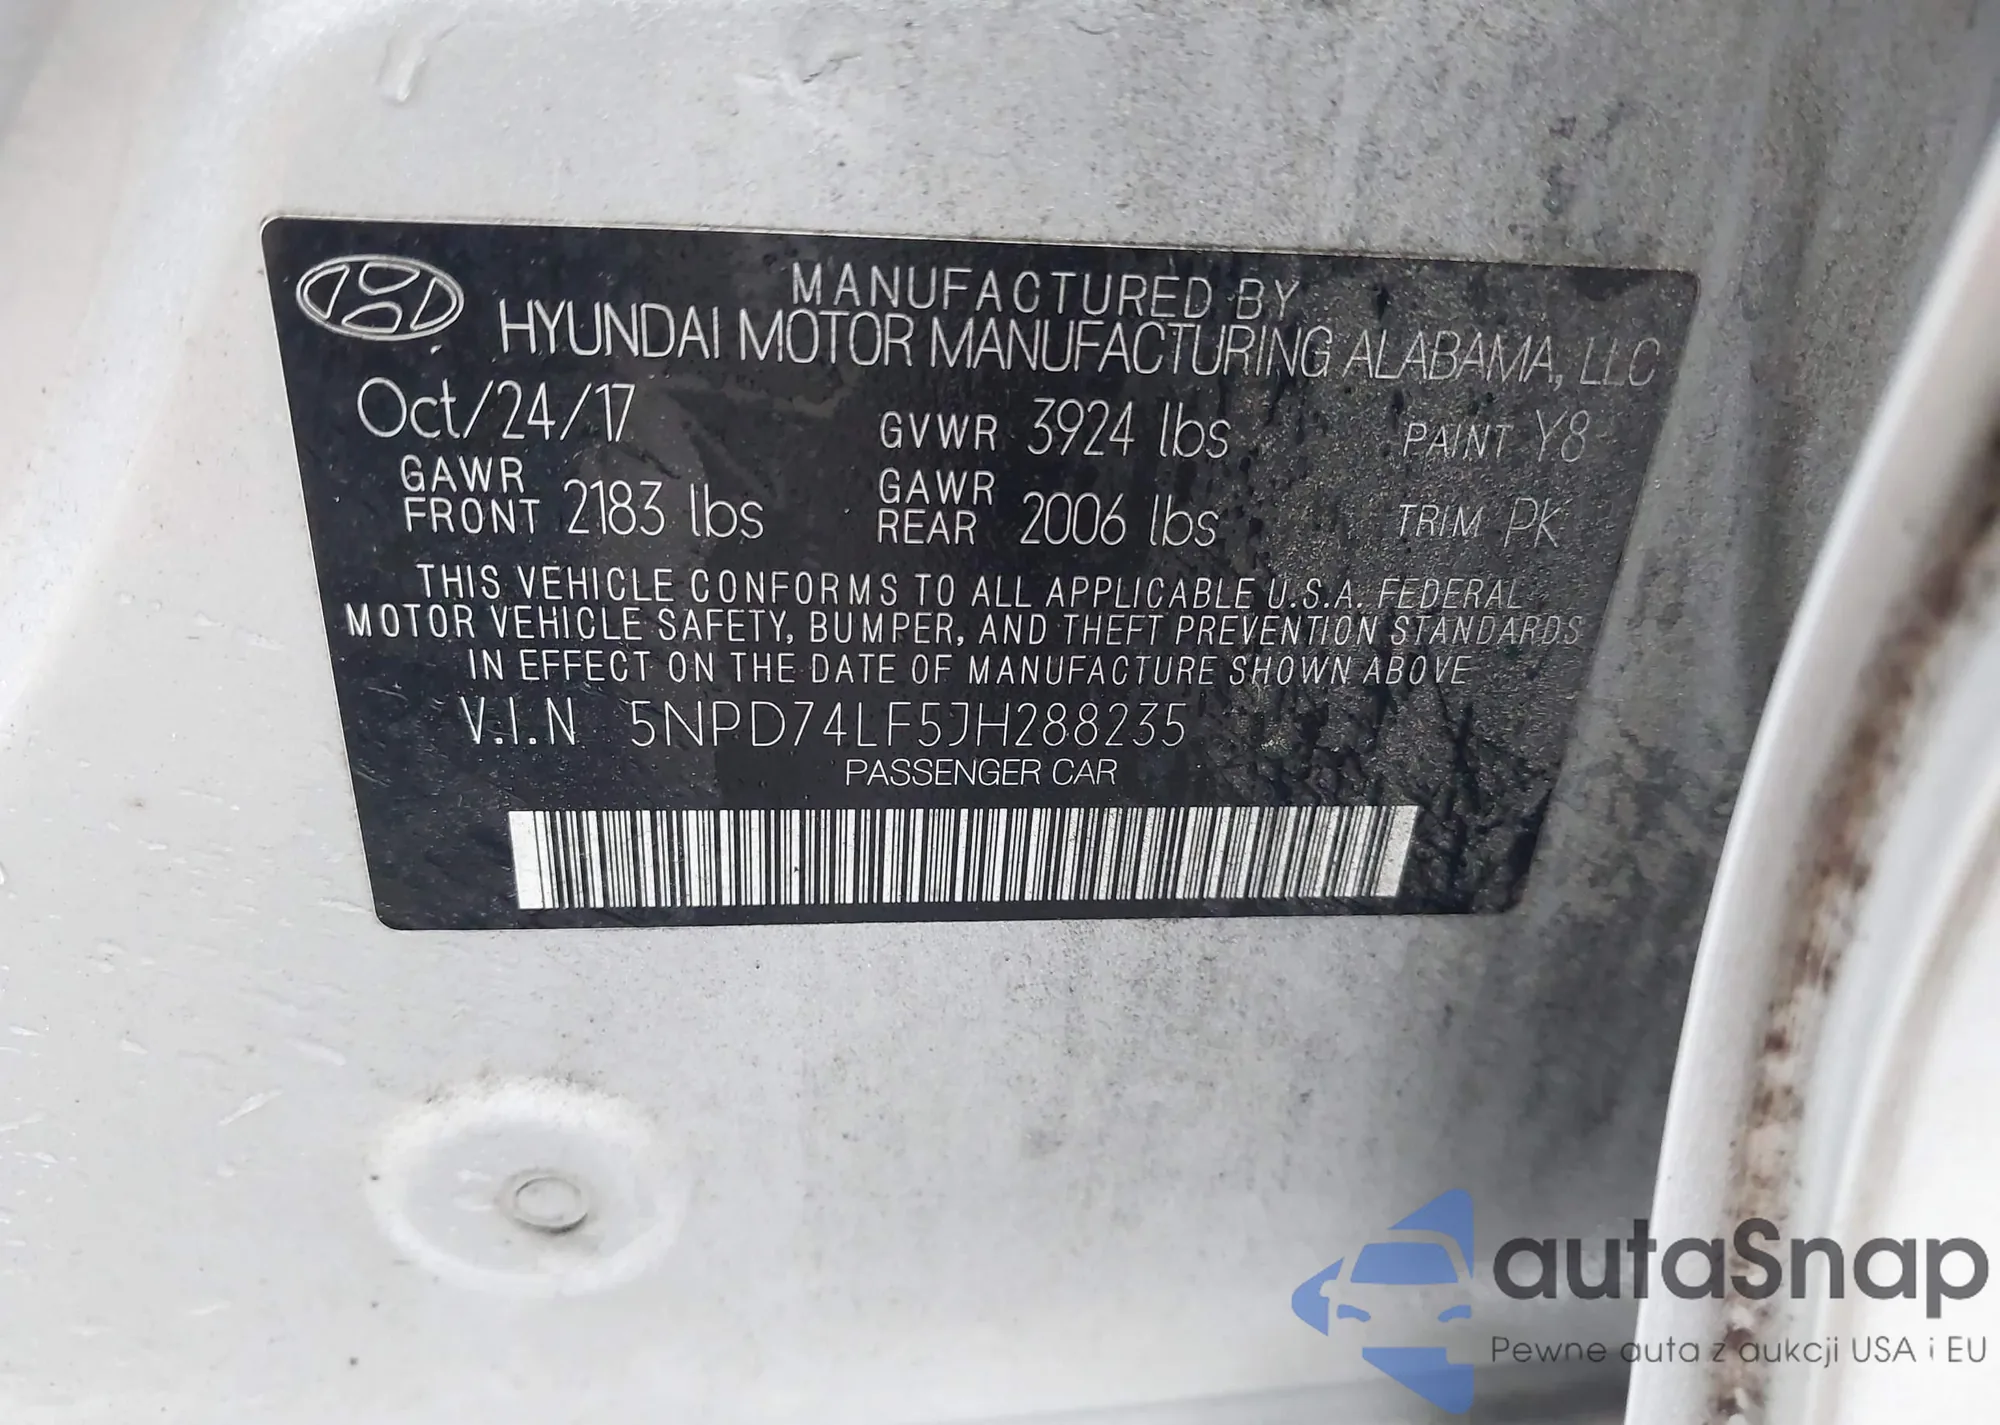 MANUFACTURED BY
HYUNDAI MOTOR MANUFACTURING ALABAMA, LLC
Oct/24/17 GVWR 3924 lbs PAINT Y8
GAWR FRONT 2183 lbs GAWR REAR 2006 lbs TRIM PK
THIS VEHICLE CONFORMS TO ALL APPLICABLE U.S.A. FEDERAL
MOTOR VEHICLE SAFETY, BUMPER, AND THEFT PREVENTION STANDARDS
IN EFFECT ON THE DATE OF MANUFACTURE SHOWN ABOVE
V.I.N 5NPD74LF5JH288235
PASSENGER CAR
autaSnap
Pewne auta z aukcji USA i EU